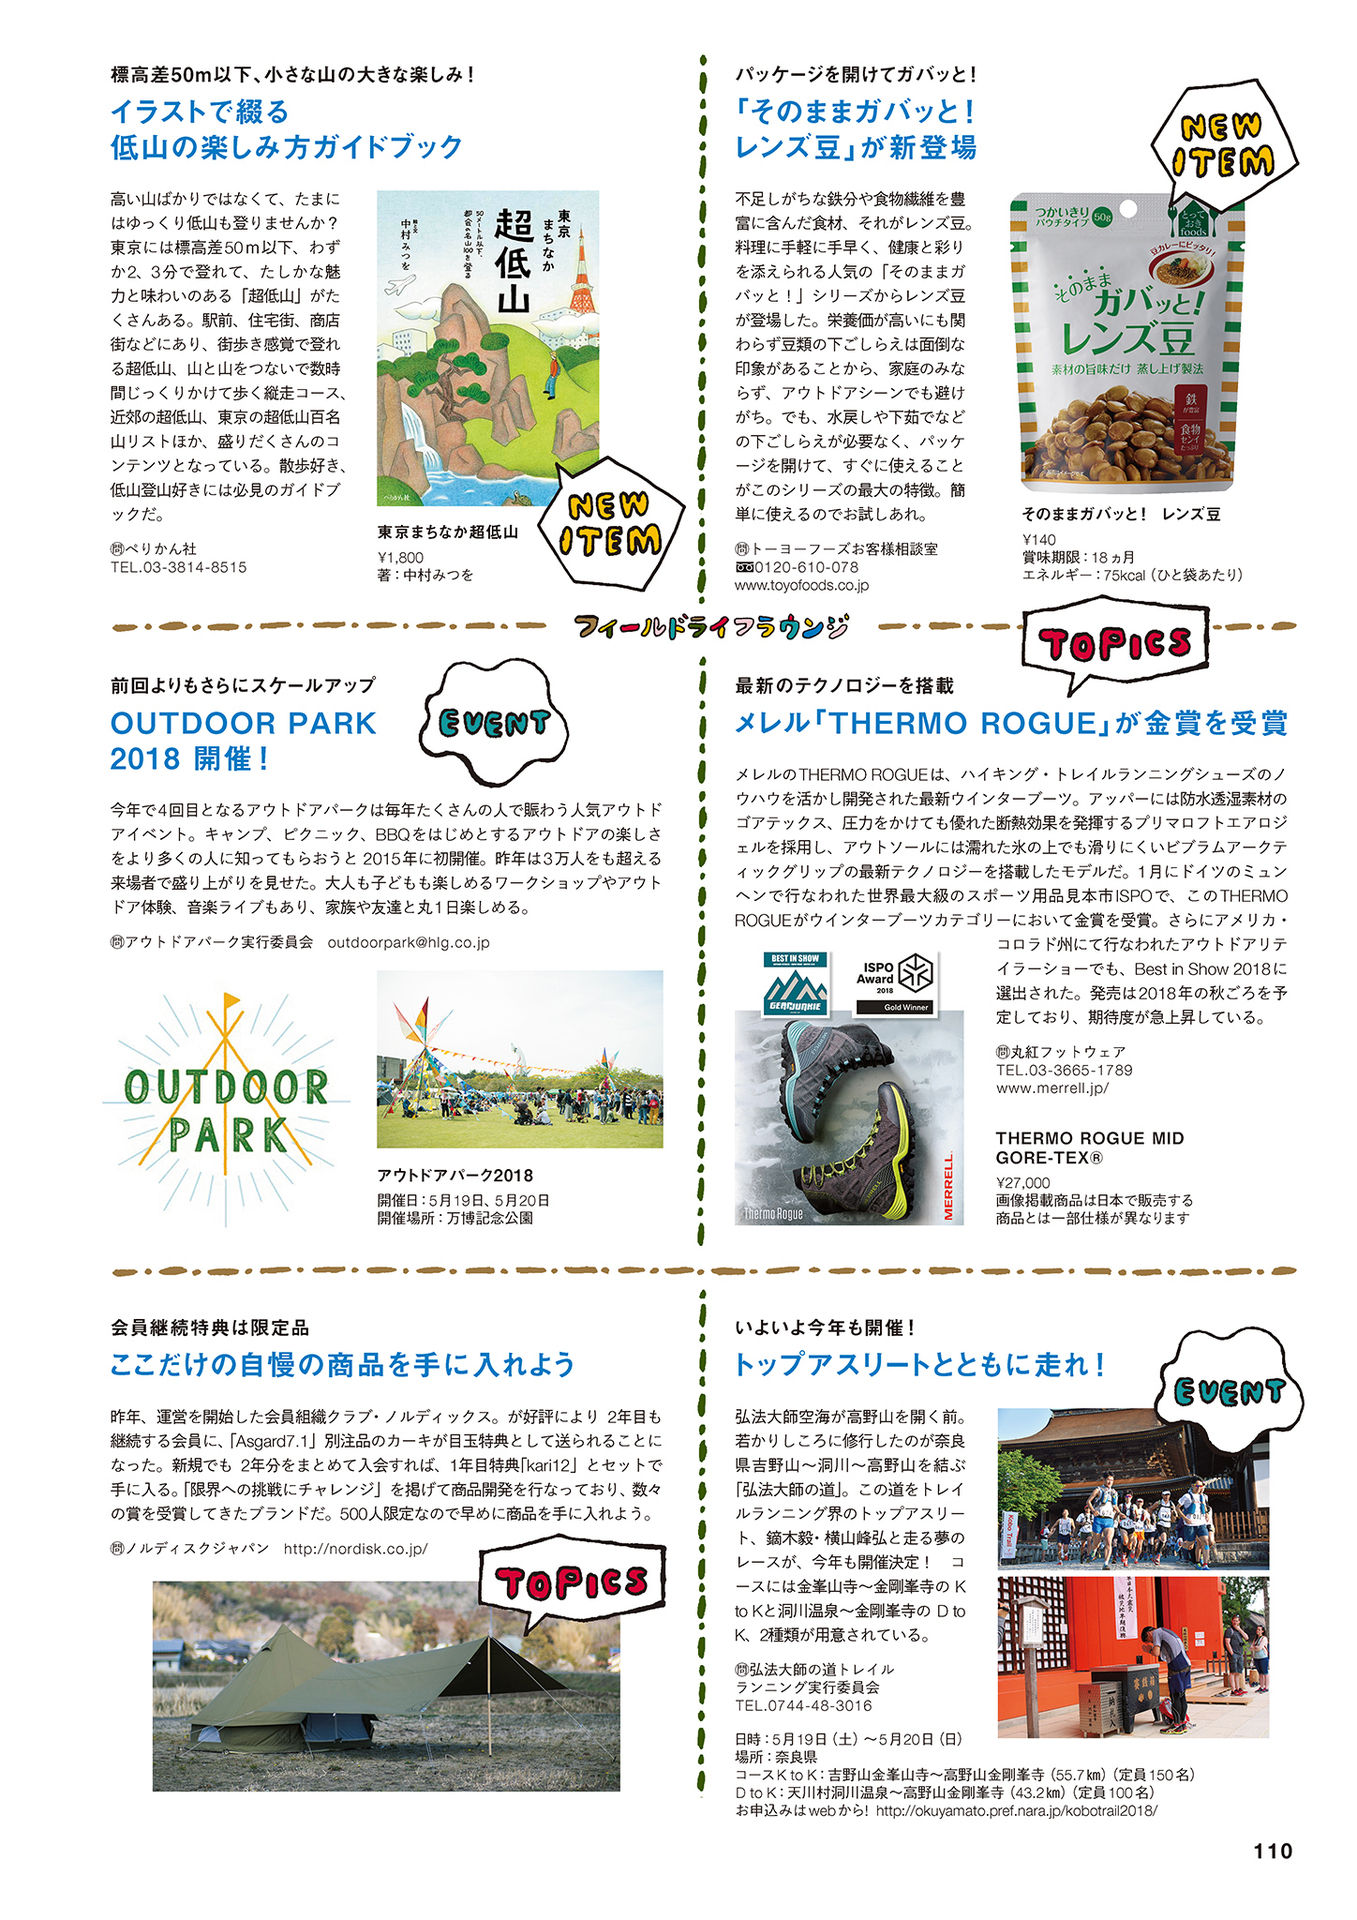 標高差50m以下、小さな山の大きな楽しみ！
イラストで綴る
低山の楽しみ方ガイドブック
高い山ばかりではなくて、たまに
はゆっくり低山も登りませんか？
東京には標高差50m以下、わず
か2、3分で登れて、たしかな魅
力と味わいのある「超低山」がた
くさんある。駅前、住宅街、商店
街などにあり、街歩き感覚で登れ
る超低山、山と山をつないで数時
間じっくりかけて歩く縦走コース、
近郊の超低山、東京の超低山百名
山リストほか、盛りだくさんのコ
ンテンツとなっている。散歩好き、
低山登山好きには必見のガイドブ
ックだ。
問ぺりかん社
TEL.03-3814-8515
東京
まちなか
超低山
50メートル以下、
都会の名山100を登る
中村みつを
ぺりかん社
NEW
ITEM
東京まちなか超低山
¥1,800
著：中村みつを
パッケージを開けてガバッと！
「そのままガバッと！
レンズ豆」が新登場
不足しがちな鉄分や食物繊維を豊
富に含んだ食材、それがレンズ豆。
料理に手軽に手早く、健康と彩り
を添えられる人気の「そのままガ
バッと！」シリーズからレンズ豆
が登場した。栄養価が高いにも関
わらず豆類の下ごしらえは面倒な
印象があることから、家庭のみな
らず、アウトドアシーンでも避け
がち。でも、水戻しや下茹でなど
の下ごしらえが必要なく、パッケ
ージを開けて、すぐに使えること
がこのシリーズの最大の特徴。簡
単に使えるのでお試しあれ。
問トーヨーフーズお客様相談室
0120-610-078
www.toyofoods.co.jp
NEW
ITEM
つかいきり
パウチタイプ
50g
とって
おき
foods
豆カレーにピッタリ！
そのまま
ガバッと！
レンズ豆
素材の旨味だけ 蒸し上げ製法
鉄
が豊富
食物
センイ
たっぷり
そのままガバッと！　レンズ豆
¥140
賞味期限：18ヵ月
エネルギー：75kcal（ひと袋あたり）
フィールドライフラウンジ
前回よりもさらにスケールアップ
OUTDOOR PARK
2018 開催！
EVENT
今年で4回目となるアウトドアパークは毎年たくさんの人で賑わう人気アウトド
アイベント。キャンプ、ピクニック、BBQをはじめとするアウトドアの楽しさ
をより多くの人に知ってもらおうと2015年に初開催。昨年は3万人をも超える
来場者で盛り上がりを見せた。大人も子どもも楽しめるワークショップやアウト
ドア体験、音楽ライブもあり、家族や友達と丸1日楽しめる。
問アウトドアパーク実行委員会　outdoorpark@hlg.co.jp
OUTDOOR
PARK
アウトドアパーク2018
開催日：5月19日、5月20日
開催場所：万博記念公園
TOPICS
最新のテクノロジーを搭載
メレル「THERMO ROGUE」が金賞を受賞
メレルのTHERMO ROGUEは、ハイキング・トレイルランニングシューズのノ
ウハウを活かし開発された最新ウインターブーツ。アッパーには防水透湿素材の
ゴアテックス、圧力をかけても優れた断熱効果を発揮するプリマロフトエアロジ
ェルを採用し、アウトソールには濡れた氷の上でも滑りにくいビブラムアークテ
ィックグリップの最新テクノロジーを搭載したモデルだ。1月にドイツのミュン
ヘンで行なわれた世界最大級のスポーツ用品見本市ISPOで、このTHERMO
ROGUEがウインターブーツカテゴリーにおいて金賞を受賞。さらにアメリカ・
コロラド州にて行なわれたアウトドアリテ
イラーショーでも、Best in Show 2018に
選出された。発売は2018年の秋ごろを予
定しており、期待度が急上昇している。
BEST IN SHOW
GEARJUNKIE
ISPO
Award
2018
Gold Winner
Thermo Rogue
MERRELL
問丸紅フットウェア
TEL.03-3665-1789
www.merrell.jp/
THERMO ROGUE MID
GORE-TEX®
¥27,000
画像掲載商品は日本で販売する
商品とは一部仕様が異なります
会員継続特典は限定品
ここだけの自慢の商品を手に入れよう
昨年、運営を開始した会員組織クラブ・ノルディックス。が好評により 2年目も
継続する会員に、「Asgard7.1」別注品のカーキが目玉特典として送られることに
なった。新規でも 2年分をまとめて入会すれば、1年目特典「kari12」とセットで
手に入る。「限界への挑戦にチャレンジ」を掲げて商品開発を行なっており、数々
の賞を受賞してきたブランドだ。500人限定なので早めに商品を手に入れよう。
問ノルディスクジャパン　http://nordisk.co.jp/
TOPICS
いよいよ今年も開催！
トップアスリートとともに走れ！
EVENT
弘法大師空海が高野山を開く前。
若かりしころに修行したのが奈良
県吉野山〜洞川〜高野山を結ぶ
「弘法大師の道」。この道をトレイ
ルランニング界のトップアスリー
ト、鏑木毅・横山峰弘と走る夢の
レースが、今年も開催決定！　コ
ースには金峯山寺〜金剛峯寺の K
to Kと洞川温泉〜金剛峯寺の D to
K、2種類が用意されている。
Kobo Trail
問弘法大師の道トレイル
ランニング実行委員会
TEL.0744-48-3016
日時：5月19日（土）〜5月20日（日）
場所：奈良県
コースK to K：吉野山金峯山寺〜高野山金剛峯寺（55.7㎞）（定員150名）
D to K：天川村洞川温泉〜高野山金剛峯寺（43.2㎞）（定員100名）
お申込みはwebから！ http://okuyamato.pref.nara.jp/kobotrail2018/
110